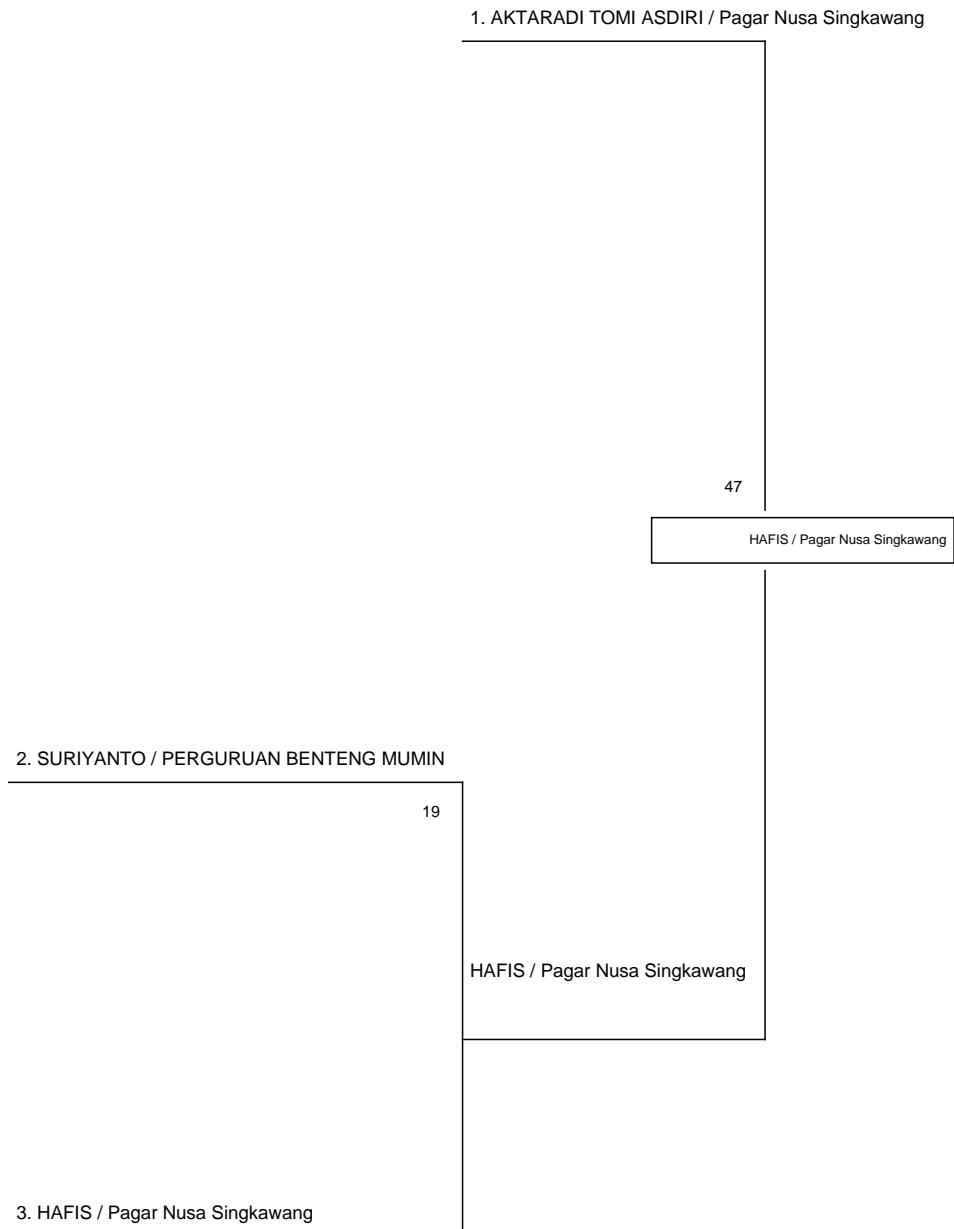 1. AKTARADI TOMI ASDIRI / Pagar Nusa Singkawang
47
HAFIS / Pagar Nusa Singkawang
2. SURIYANTO / PERGURUAN BENTENG MUMIN
19
HAFIS / Pagar Nusa Singkawang
3. HAFIS / Pagar Nusa Singkawang